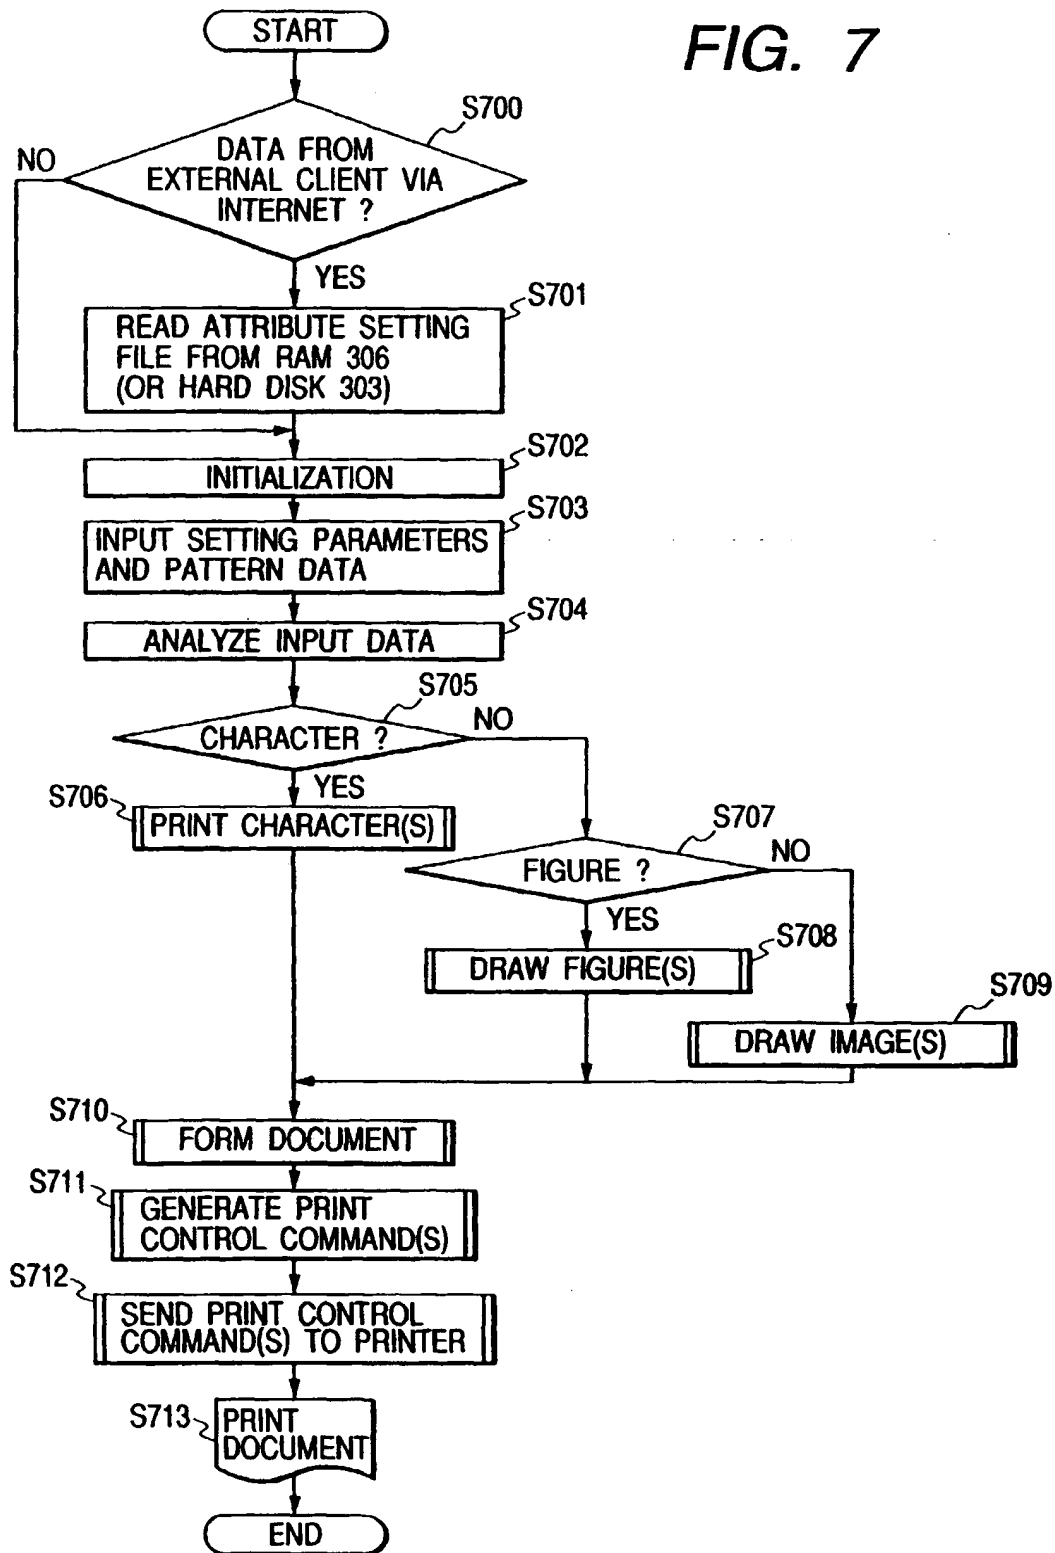 START
FIG. 7
S700
DATA FROM
EXTERNAL CLIENT VIA
INTERNET ?
NO
YES
S701
READ ATTRIBUTE SETTING
FILE FROM RAM 306
(OR HARD DISK 303)
S702
INITIALIZATION
S703
INPUT SETTING PARAMETERS
AND PATTERN DATA
S704
ANALYZE INPUT DATA
S705
CHARACTER ?
NO
YES
S706
PRINT CHARACTER(S)
S707
FIGURE ?
NO
YES
S708
DRAW FIGURE(S)
S709
DRAW IMAGE(S)
S710
FORM DOCUMENT
S711
GENERATE PRINT
CONTROL COMMAND(S)
S712
SEND PRINT CONTROL
COMMAND(S) TO PRINTER
S713
PRINT
DOCUMENT
END